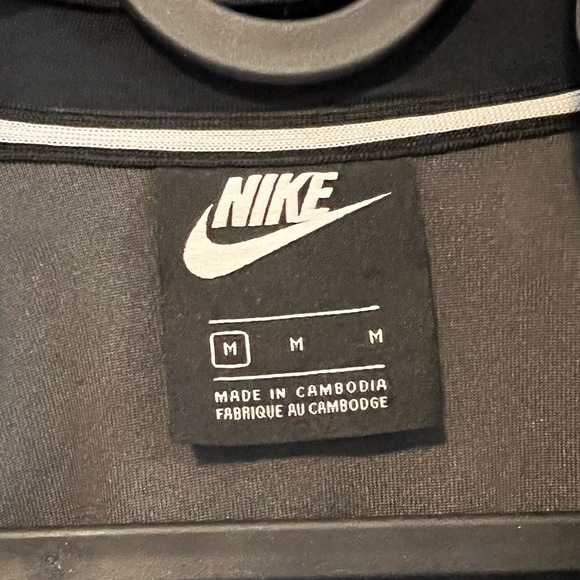 NIKE
M M M
MADE IN CAMBODIA
FABRIQUE AU CAMBODGE